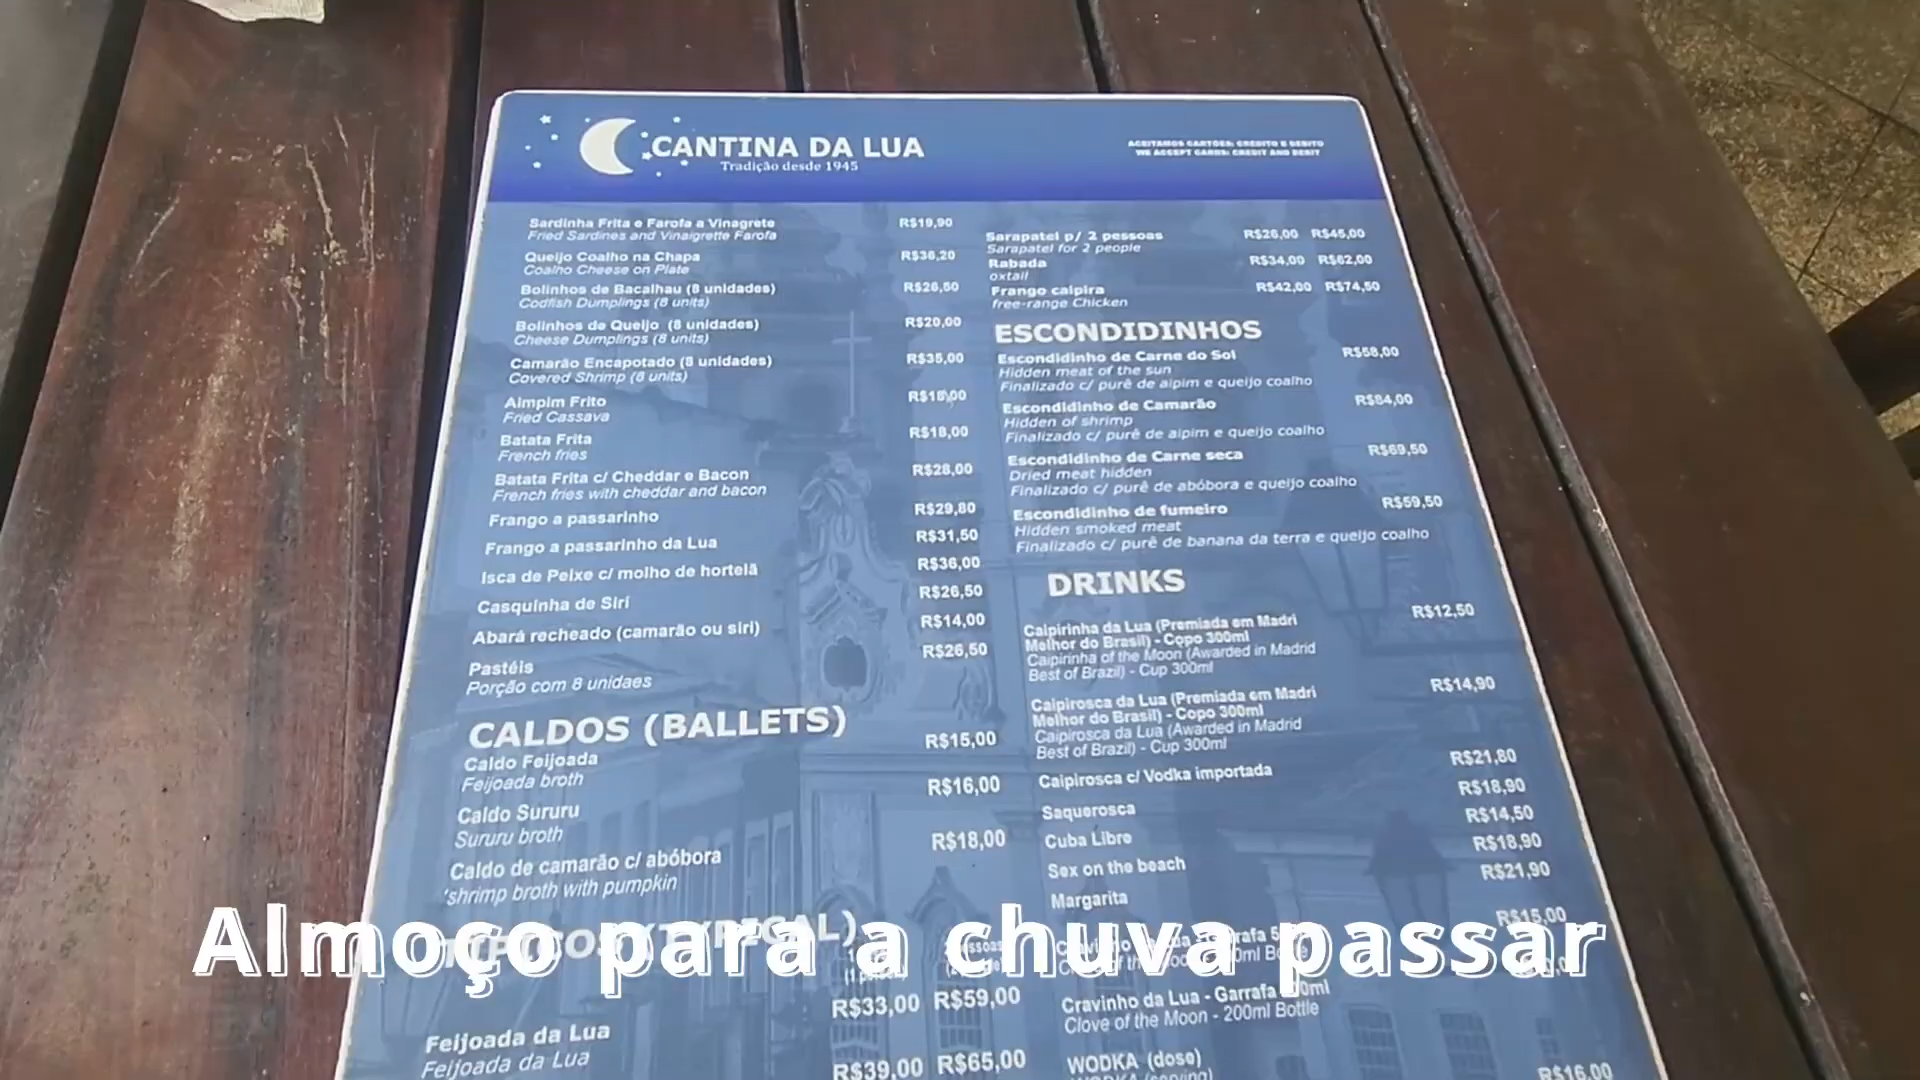 CANTINA DA LUA
Tradição desde 1945
ACEITAMOS CARTÕES: CRÉDITO E DÉBITO
WE ACCEPT CARDS: CREDIT AND DEBIT
Sardinha Frita e Farofa a Vinagrete R$19,90
Fried Sardines and Vinaigrette Farofa
Queijo Coalho na Chapa R$36,20
Coalho Cheese on Plate
Bolinhos de Bacalhau (8 unidades) R$26,50
Codfish Dumplings (8 units)
Bolinhos de Queijo (8 unidades) R$20,00
Cheese Dumplings (8 units)
Camarão Encapotado (8 unidades) R$35,00
Covered Shrimp (8 units)
Aimpim Frito R$18,00
Fried Cassava
Batata Frita R$18,00
French fries
Batata Frita c/ Cheddar e Bacon R$28,00
French fries with cheddar and bacon
Frango a passarinho R$29,80
Frango a passarinho da Lua R$31,50
Isca de Peixe c/ molho de hortelã R$36,00
Casquinha de Siri R$26,50
Abará recheado (camarão ou siri) R$14,00
Pastéis R$26,50
Porção com 8 unidaes
CALDOS (BALLETS)
Caldo Feijoada R$15,00
Feijoada broth
Caldo Sururu R$16,00
Sururu broth
Caldo de camarão c/ abóbora R$18,00
'shrimp broth with pumpkin
Feijoada da Lua R$33,00 R$59,00
Feijoada da Lua
R$39,00 R$65,00
Sarapatel p/ 2 pessoas R$26,00 R$45,00
Sarapatel for 2 people
Rabada R$34,00 R$62,00
oxtail
Frango caipira R$42,00 R$74,50
free-range Chicken
ESCONDIDINHOS
Escondidinho de Carne do Sol R$58,00
Hidden meat of the sun
Finalizado c/ purê de aipim e queijo coalho
Escondidinho de Camarão R$84,00
Hidden of shrimp
Finalizado c/ purê de aipim e queijo coalho
Escondidinho de Carne seca R$69,50
Dried meat hidden
Finalizado c/ purê de abóbora e queijo coalho
Escondidinho de fumeiro R$59,50
Hidden smoked meat
Finalizado c/ purê de banana da terra e queijo coalho
DRINKS
Caipirinha da Lua (Premiada em Madri R$12,50
Melhor do Brasil) - Copo 300ml
Caipirinha of the Moon (Awarded in Madrid
Best of Brazil) - Cup 300ml
Caipirosca da Lua (Premiada em Madri R$14,90
Melhor do Brasil) - Copo 300ml
Caipirosca da Lua (Awarded in Madrid
Best of Brazil) - Cup 300ml
Caipirosca c/ Vodka importada R$21,80
Saquerosca R$18,90
Cuba Libre R$14,50
Sex on the beach R$18,90
Margarita R$21,90
R$15,00
Cravinho da Lua - Garrafa
Clove of the Moon - 200ml Bottle
WODKA (dose)
R$16,00
Almoço para a chuva passar